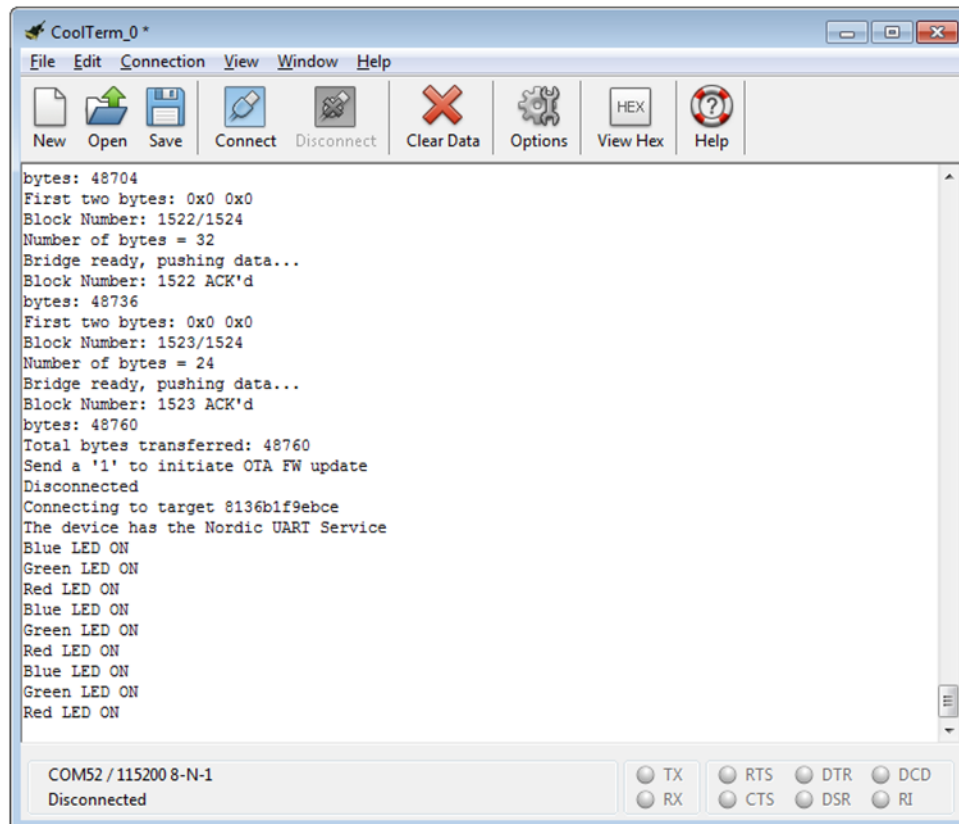 CoolTerm_0 *
File Edit Connection View Window Help
HEX
New Open Save Connect Disconnect Clear Data Options View Hex Help
bytes: 48704
First two bytes: 0x0 0x0
Block Number: 1522/1524
Number of bytes = 32
Bridge ready, pushing data...
Block Number: 1522 ACK'd
bytes: 48736
First two bytes: 0x0 0x0
Block Number: 1523/1524
Number of bytes = 24
Bridge ready, pushing data...
Block Number: 1523 ACK'd
bytes: 48760
Total bytes transferred: 48760
Send a '1' to initiate OTA FW update
Disconnected
Connecting to target 8136b1f9ebce
The device has the Nordic UART Service
Blue LED ON
Green LED ON
Red LED ON
Blue LED ON
Green LED ON
Red LED ON
Blue LED ON
Green LED ON
Red LED ON
COM52 / 115200 8-N-1 TX RTS DTR DCD
Disconnected RX CTS DSR RI